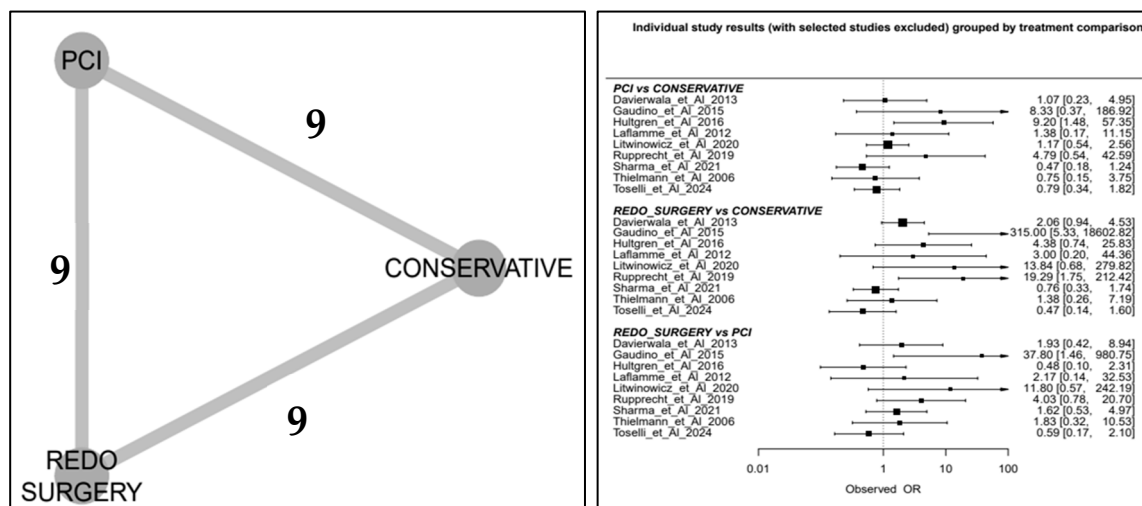 PCI
9
CONSERVATIVE
9
9
REDO
SURGERY
Individual study results (with selected studies excluded) grouped by treatment comparison
PCI vs CONSERVATIVE
Davierwala_et_Al_2013 1.07 [0.23, 4.95]
Gaudino_et_Al_2015 8.33 [0.37, 186.92]
Hultgren_et_Al_2016 9.20 [1.48, 57.35]
Laflamme_et_Al_2012 1.38 [0.17, 11.15]
Litwinowicz_et_Al_2020 1.17 [0.54, 2.56]
Rupprecht_et_Al_2019 4.79 [0.54, 42.59]
Sharma_et_Al_2021 0.47 [0.18, 1.24]
Thielmann_et_Al_2006 0.75 [0.15, 3.75]
Toselli_et_Al_2024 0.79 [0.34, 1.82]
REDO_SURGERY vs CONSERVATIVE
Davierwala_et_Al_2013 2.06 [0.94, 4.53]
Gaudino_et_Al_2015 315.00 [5.33, 18602.82]
Hultgren_et_Al_2016 4.38 [0.74, 25.83]
Laflamme_et_Al_2012 3.00 [0.20, 44.36]
Litwinowicz_et_Al_2020 13.84 [0.68, 279.82]
Rupprecht_et_Al_2019 19.29 [1.75, 212.42]
Sharma_et_Al_2021 0.76 [0.33, 1.74]
Thielmann_et_Al_2006 1.38 [0.26, 7.19]
Toselli_et_Al_2024 0.47 [0.14, 1.60]
REDO_SURGERY vs PCI
Davierwala_et_Al_2013 1.93 [0.42, 8.94]
Gaudino_et_Al_2015 37.80 [1.46, 980.75]
Hultgren_et_Al_2016 0.48 [0.10, 2.31]
Laflamme_et_Al_2012 2.17 [0.14, 32.53]
Litwinowicz_et_Al_2020 11.80 [0.57, 242.19]
Rupprecht_et_Al_2019 4.03 [0.78, 20.70]
Sharma_et_Al_2021 1.62 [0.53, 4.97]
Thielmann_et_Al_2006 1.83 [0.32, 10.53]
Toselli_et_Al_2024 0.59 [0.17, 2.10]
0.01 1 100
Observed OR